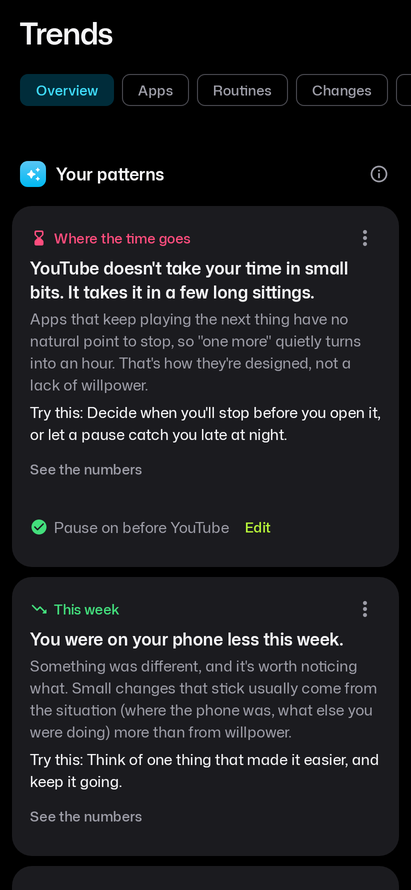 Trends
Overview
Apps
Routines
Changes
Your patterns
Where the time goes
YouTube doesn't take your time in small
bits. It takes it in a few long sittings.
Apps that keep playing the next thing have no
natural point to stop, so "one more" quietly turns
into an hour. That's how they're designed, not a
lack of willpower.
Try this: Decide when you'll stop before you open it,
or let a pause catch you late at night.
See the numbers
Pause on before YouTube
Edit
This week
You were on your phone less this week.
Something was different, and it's worth noticing
what. Small changes that stick usually come from
the situation (where the phone was, what else you
were doing) more than from willpower.
Try this: Think of one thing that made it easier, and
keep it going.
See the numbers